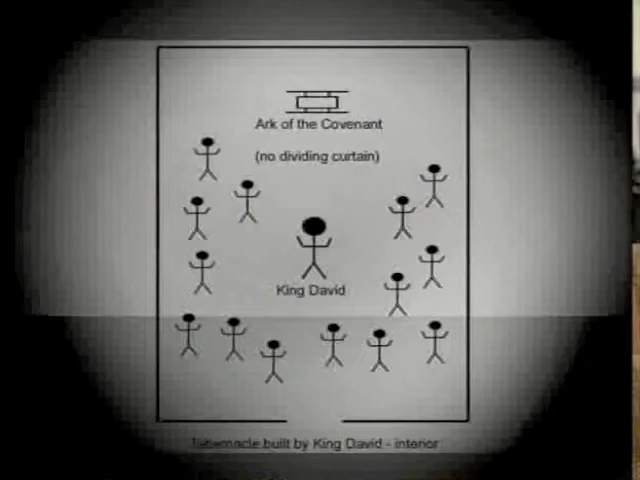 Ark of the Covenant
(no dividing curtain)
King David
Tabernacle built by King David - interior